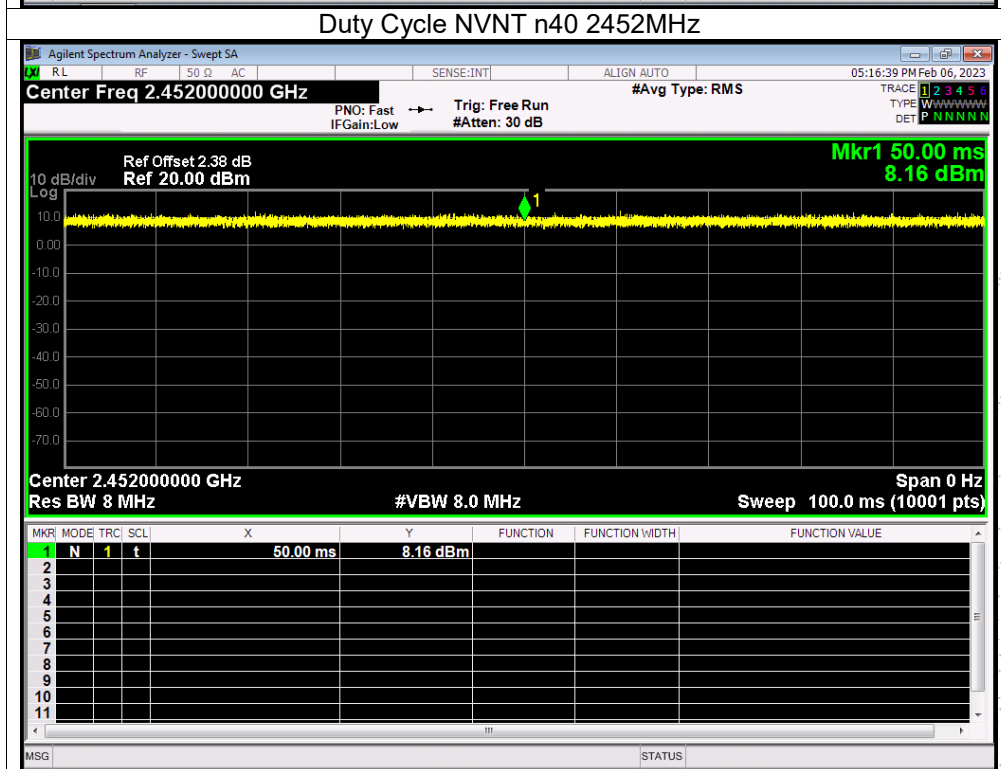 Duty Cycle NVNT n40 2452MHz
Agilent Spectrum Analyzer - Swept SA
LXI RL RF 50 Ω AC SENSE:INT ALIGN AUTO 05:16:39 PM Feb 06, 2023
Center Freq 2.452000000 GHz #Avg Type: RMS TRACE 1 2 3 4 5 6
PNO: Fast Trig: Free Run TYPE WWWWWW
IFGain:Low #Atten: 30 dB DET P N N N N N
Mkr1 50.00 ms
Ref Offset 2.38 dB 8.16 dBm
10 dB/div Ref 20.00 dBm
Log
1
10.0
0.00
-10.0
-20.0
-30.0
-40.0
-50.0
-60.0
-70.0
Center 2.452000000 GHz Span 0 Hz
Res BW 8 MHz #VBW 8.0 MHz Sweep 100.0 ms (10001 pts)
MKR MODE TRC SCL X Y FUNCTION FUNCTION WIDTH FUNCTION VALUE
1 N 1 t 50.00 ms 8.16 dBm
2
3
4
5
6
7
8
9
10
11
MSG STATUS